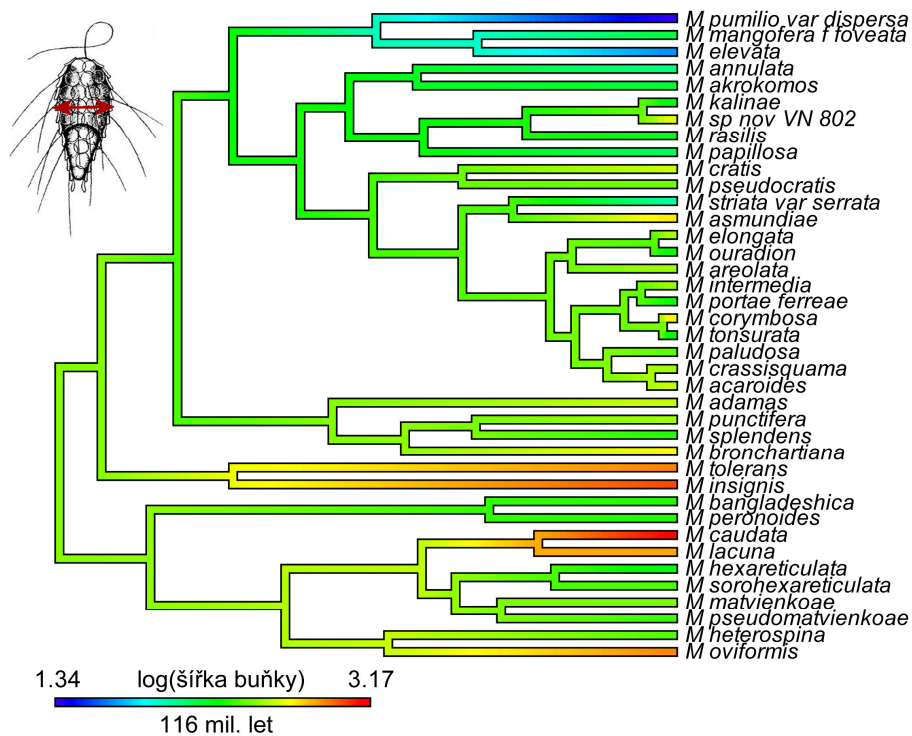 M pumilio var dispersa
M mangofera f foveata
M elevata
M annulata
M akrokomos
M kalinae
M sp nov VN 802
M rasilis
M papillosa
M cratis
M pseudocratis
M striata var serrata
M asmundiae
M elongata
M ouradion
M areolata
M intermedia
M portae ferreae
M corymbosa
M tonsurata
M paludosa
M crassisquama
M acaroides
M adamas
M punctifera
M splendens
M bronchartiana
M tolerans
M insignis
M bangladeshica
M peronoides
M caudata
M lacuna
M hexareticulata
M sorohexareticulata
M matvienkoae
M pseudomatvienkoae
M heterospina
M oviformis
1.34 log(šířka buňky) 3.17
116 mil. let